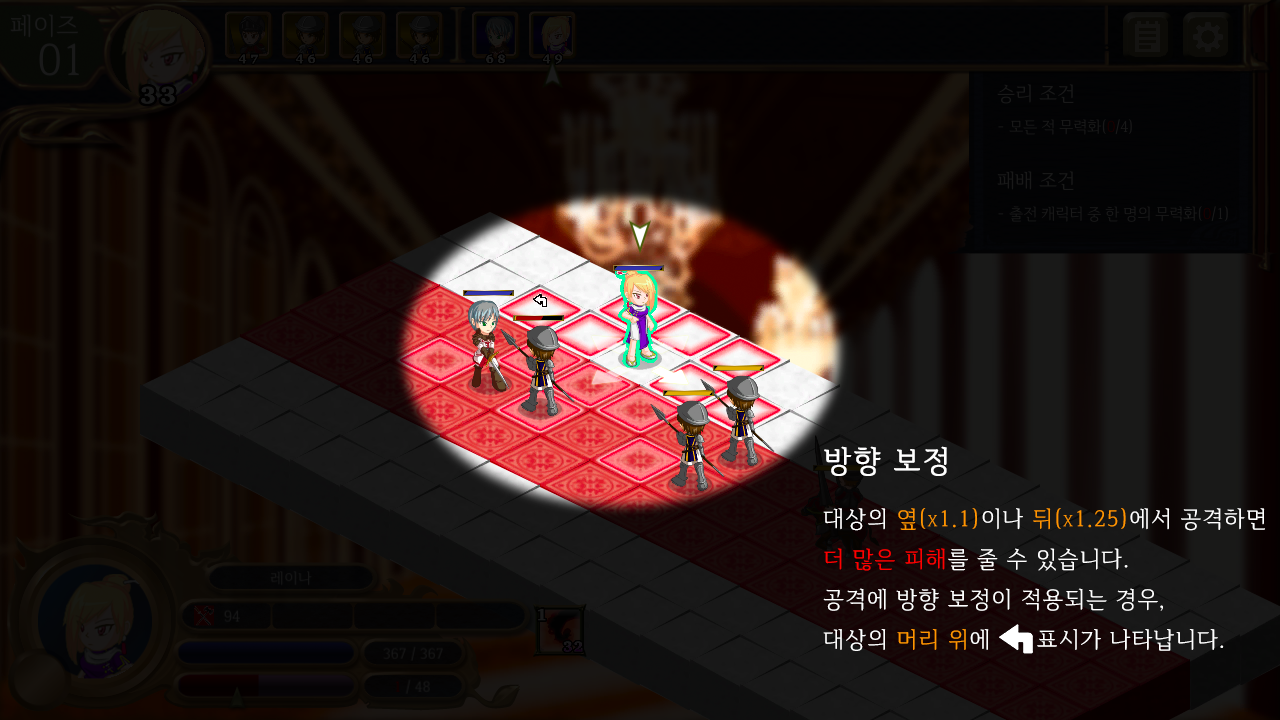 페이즈
01
33
47
46
46
46
68
49
승리 조건
- 모든 적 무력화(0/4)
패배 조건
- 출전 캐릭터 중 한 명의 무력화(0/1)
방향 보정
대상의 옆(x1.1)이나 뒤(x1.25)에서 공격하면
더 많은 피해를 줄 수 있습니다.
공격에 방향 보정이 적용되는 경우,
대상의 머리 위에 표시가 나타납니다.
레이나
94
367 / 367
/ 48
1
32